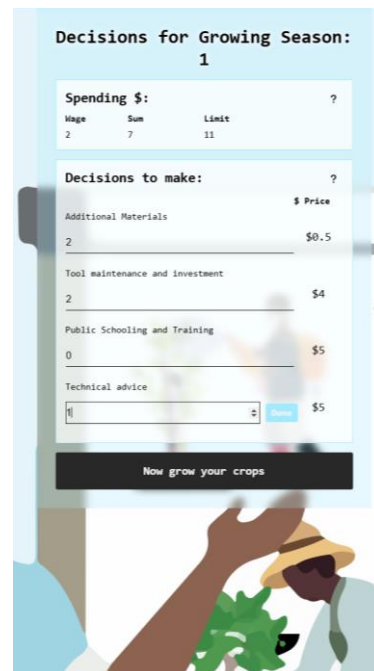 Decisions for Growing Season:
1
Spending $: ?
Wage Sum Limit
2 7 11
Decisions to make: ?
$ Price
Additional Materials
2 $0.5
Tool maintenance and investment
2 $4
Public Schooling and Training
0 $5
Technical advice
1 Done $5
Now grow your crops